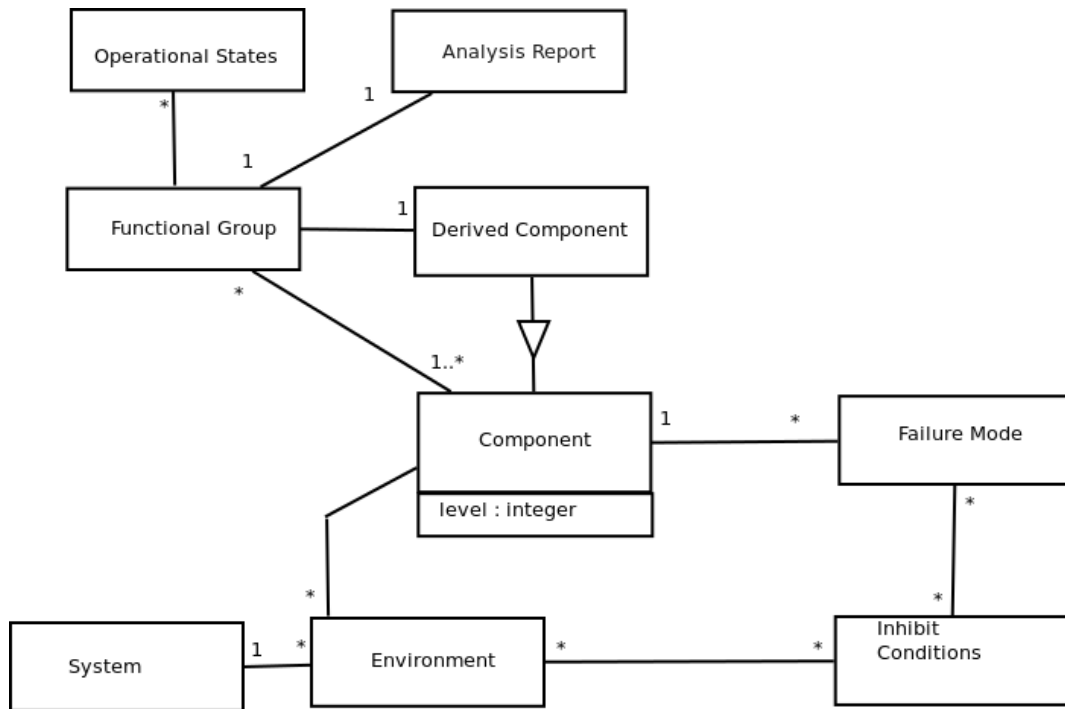 Operational States
Analysis Report
*
1
1
Functional Group
1
Derived Component
*
1..*
Component
1
*
Failure Mode
level : integer
*
*
*
Inhibit
Conditions
System
1
*
Environment
*
*